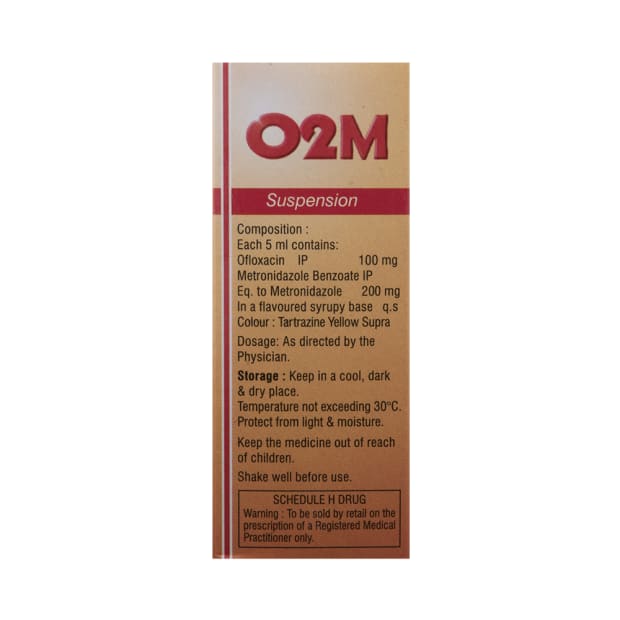 O2M
Suspension
Composition :
Each 5 ml contains:
Ofloxacin IP 100 mg
Metronidazole Benzoate IP
Eq. to Metronidazole 200 mg
In a flavoured syrupy base q.s
Colour : Tartrazine Yellow Supra
Dosage: As directed by the
Physician.
Storage : Keep in a cool, dark
& dry place.
Temperature not exceeding 30°C.
Protect from light & moisture.
Keep the medicine out of reach
of children.
Shake well before use.
SCHEDULE H DRUG
Warning : To be sold by retail on the
prescription of a Registered Medical
Practitioner only.